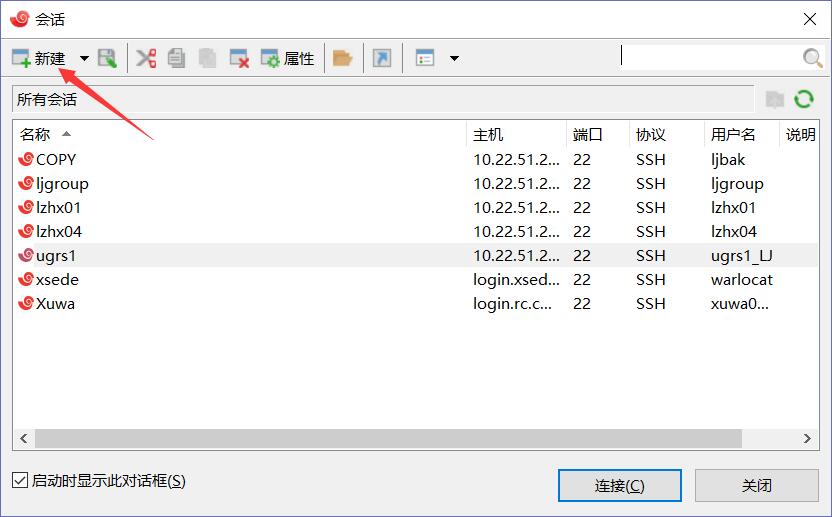 会话
新建 属性
所有会话
名称 主机 端口 协议 用户名 说明
COPY 10.22.51.2... 22 SSH ljbak
ljgroup 10.22.51.2... 22 SSH ljgroup
lzhx01 10.22.51.2... 22 SSH lzhx01
lzhx04 10.22.51.2... 22 SSH lzhx04
ugrs1 10.22.51.2... 22 SSH ugrs1_LJ
xsede login.xsed... 22 SSH warlocat
Xuwa login.rc.c... 22 SSH xuwa0...
启动时显示此对话框(S)
连接(C) 关闭